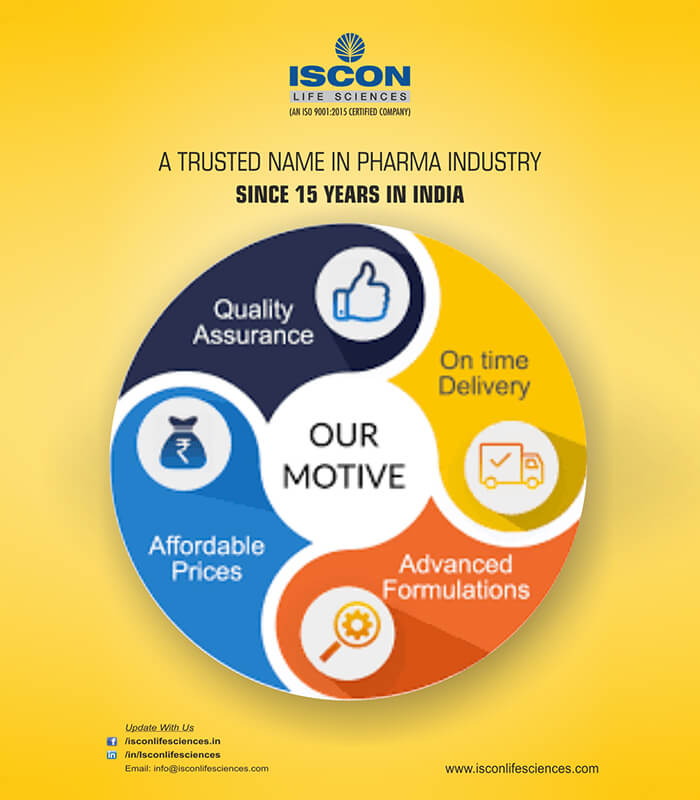 ISCON
LIFE SCIENCES
(AN ISO 9001:2015 CERTIFIED COMPANY)
A TRUSTED NAME IN PHARMA INDUSTRY
SINCE 15 YEARS IN INDIA
Quality
Assurance
On time
Delivery
OUR
MOTIVE
₹
Affordable
Prices
Advanced
Formulations
Update With Us
f /isconlifesciences.in
in /in/Isconlifesciences
Email: info@isconlifesciences.com
www.isconlifesciences.com